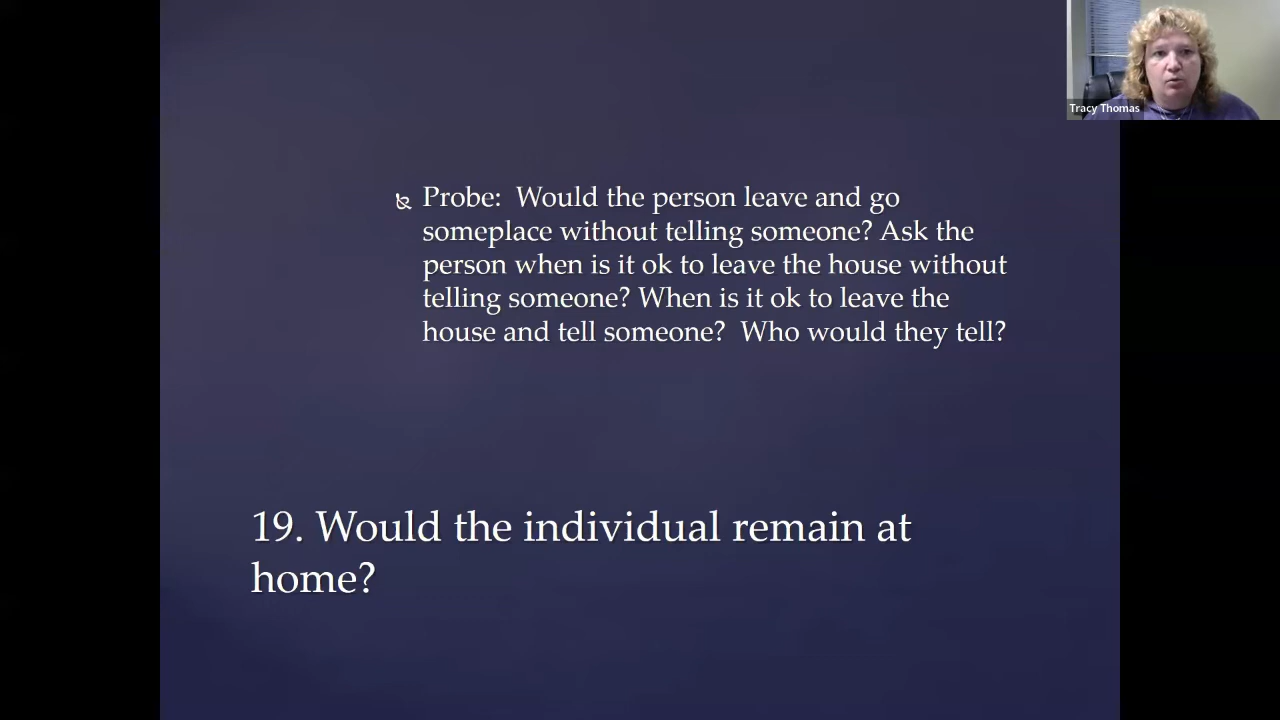 Tracy Thomas
Probe:  Would the person leave and go
someplace without telling someone? Ask the
person when is it ok to leave the house without
telling someone? When is it ok to leave the
house and tell someone?  Who would they tell?
19. Would the individual remain at
home?